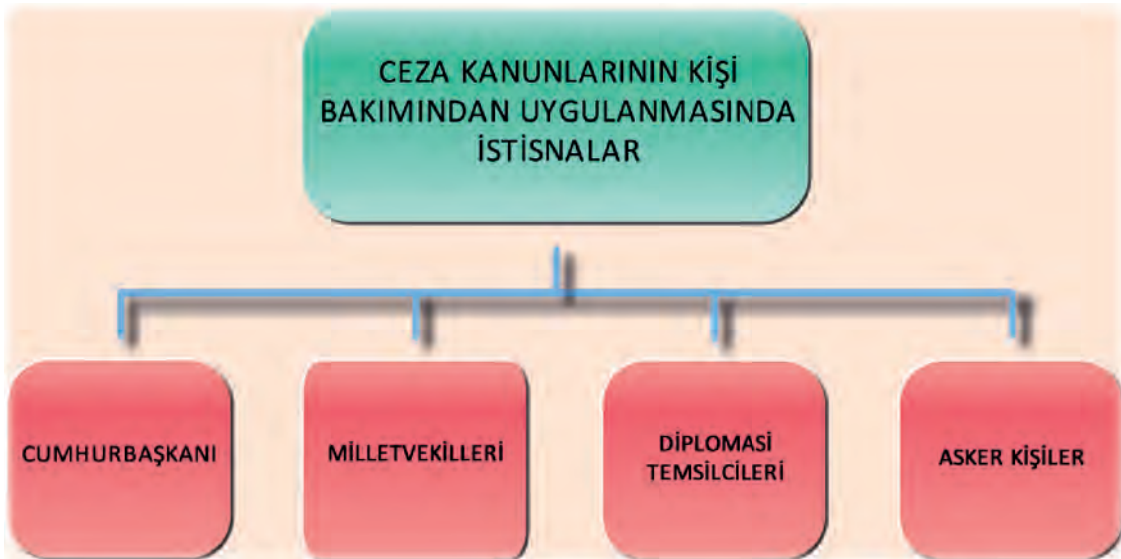 CEZA KANUNLARININ KİŞİ
BAKIMINDAN UYGULANMASINDA
İSTİSNALAR
CUMHURBAŞKANI
MİLLETVEKİLLERİ
DİPLOMASİ
TEMSİLCİLERİ
ASKER KİŞİLER